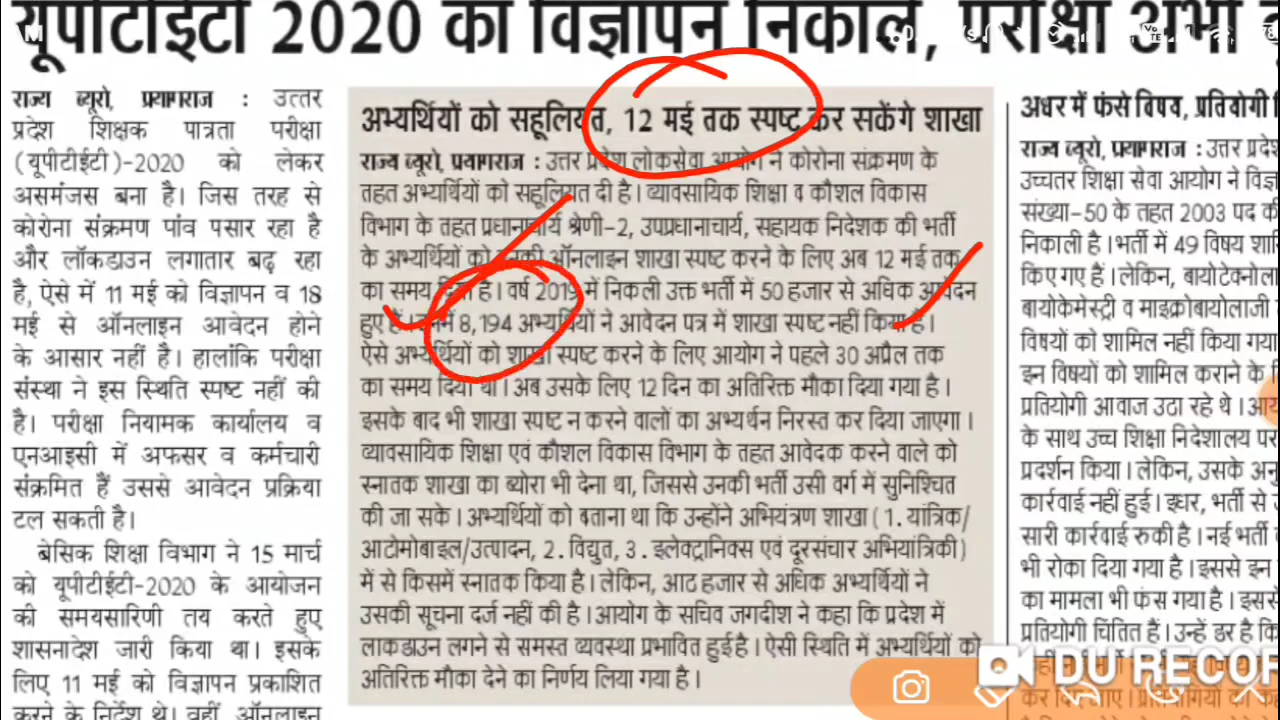 यूपीटीइटी 2020 का विज्ञापन निकाले, परीक्षा अभी
राज्य ब्यूरो, प्रयागराज : उत्तर
प्रदेश शिक्षक पात्रता परीक्षा
(यूपीटीईटी)-2020 को लेकर
असमंजस बना है। जिस तरह से
कोरोना संक्रमण पांव पसार रहा है
और लॉकडाउन लगातार बढ़ रहा
है, ऐसे में 11 मई को विज्ञापन व 18
मई से ऑनलाइन आवेदन होने
के आसार नहीं है। हालांकि परीक्षा
संस्था ने इस स्थिति स्पष्ट नहीं की
है। परीक्षा नियामक कार्यालय व
एनआइसी में अफसर व कर्मचारी
संक्रमित हैं उससे आवेदन प्रक्रिया
टल सकती है।
बेसिक शिक्षा विभाग ने 15 मार्च
को यूपीटीईटी-2020 के आयोजन
की समयसारिणी तय करते हुए
शासनादेश जारी किया था। इसके
लिए 11 मई को विज्ञापन प्रकाशित
करने के निर्देश थे। वहीं, ऑनलाइन
अभ्यर्थियों को सहूलियत, 12 मई तक स्पष्ट कर सकेंगे शाखा
राज्य ब्यूरो, प्रयागराज : उत्तर प्रदेश लोकसेवा आयोग ने कोरोना संक्रमण के
तहत अभ्यर्थियों को सहूलियत दी है। व्यावसायिक शिक्षा व कौशल विकास
विभाग के तहत प्रधानाचार्य श्रेणी-2, उपप्रधानाचार्य, सहायक निदेशक की भर्ती
के अभ्यर्थियों को उनकी ऑनलाइन शाखा स्पष्ट करने के लिए अब 12 मई तक
का समय दिया है। वर्ष 2019 में निकली उक्त भर्ती में 50 हजार से अधिक आवेदन
हुए हैं। उनमें 8,194 अभ्यर्थियों ने आवेदन पत्र में शाखा स्पष्ट नहीं किया है।
ऐसे अभ्यर्थियों को शाखा स्पष्ट करने के लिए आयोग ने पहले 30 अप्रैल तक
का समय दिया था। अब उसके लिए 12 दिन का अतिरिक्त मौका दिया गया है।
इसके बाद भी शाखा स्पष्ट न करने वालों का अभ्यर्थन निरस्त कर दिया जाएगा।
व्यावसायिक शिक्षा एवं कौशल विकास विभाग के तहत आवेदक करने वाले को
स्नातक शाखा का ब्योरा भी देना था, जिससे उनकी भर्ती उसी वर्ग में सुनिश्चित
की जा सके। अभ्यर्थियों को बताना था कि उन्होंने अभियंत्रण शाखा (1. यांत्रिक/
आटोमोबाइल/उत्पादन, 2. विद्युत, 3. इलेक्ट्रानिक्स एवं दूरसंचार अभियांत्रिकी)
में से किसमें स्नातक किया है। लेकिन, आठ हजार से अधिक अभ्यर्थियों ने
उसकी सूचना दर्ज नहीं की है। आयोग के सचिव जगदीश ने कहा कि प्रदेश में
लाकडाउन लगने से समस्त व्यवस्था प्रभावित हुई है। ऐसी स्थिति में अभ्यर्थियों को
अतिरिक्त मौका देने का निर्णय लिया गया है।
अधर में फंसे विषय, प्रतियोगी
राज्य ब्यूरो, प्रयागराज : उत्तर प्रदेश
उच्चतर शिक्षा सेवा आयोग ने
संख्या-50 के तहत 2003 पद की
निकाली है। भर्ती में 49 विषय
किए गए हैं। लेकिन,
बायोकेमेस्ट्री व माइक्रोबायोलाजी
विषयों को शामिल नहीं किया गया
इन विषयों को शामिल कराने के
प्रतियोगी आवाज उठा रहे थे।
के साथ उच्च शिक्षा निदेशालय पर
प्रदर्शन किया। लेकिन, उसके
कार्रवाई नहीं हुई। इधर, भर्ती से
सारी कार्रवाई रुकी है। नई भर्ती
भी रोका दिया गया है। इससे इन
का मामला भी फंस गया है।
प्रतियोगी चिंतित हैं। उन्हें डर है
कर दिए जाए।
DU RECOR